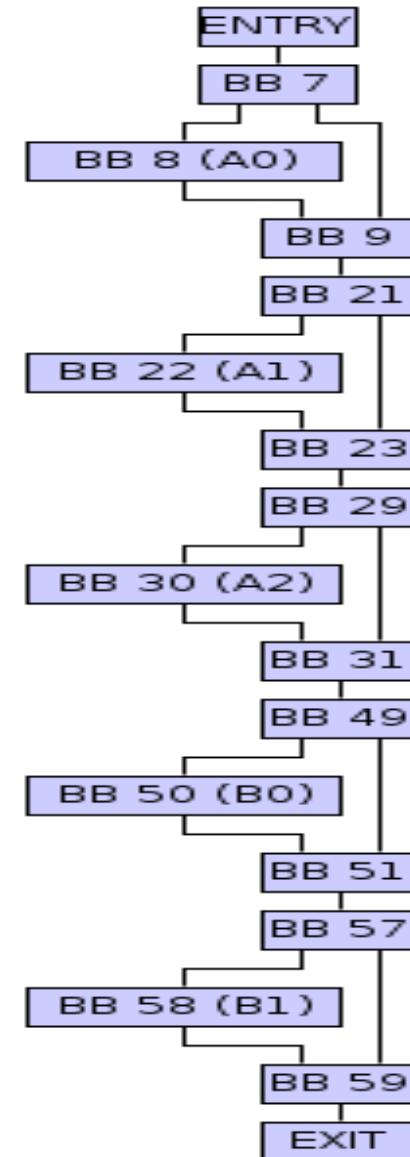 ENTRY
BB 7
BB 8 (A0)
BB 9
BB 21
BB 22 (A1)
BB 23
BB 29
BB 30 (A2)
BB 31
BB 49
BB 50 (B0)
BB 51
BB 57
BB 58 (B1)
BB 59
EXIT